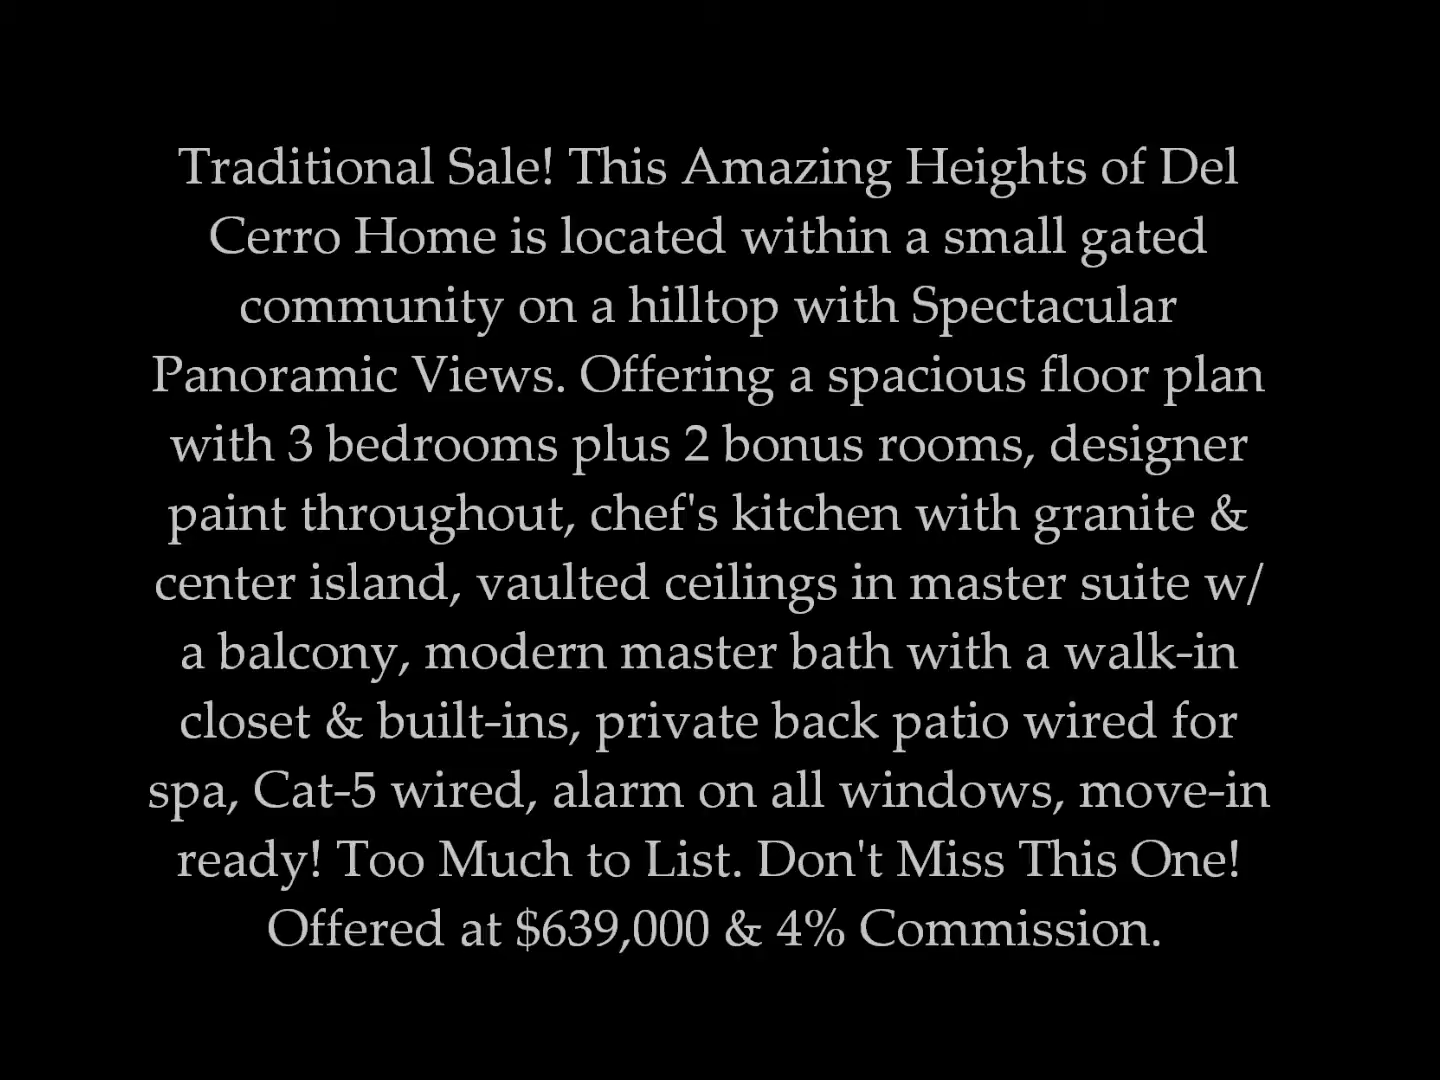 Traditional Sale! This Amazing Heights of Del
Cerro Home is located within a small gated
community on a hilltop with Spectacular
Panoramic Views. Offering a spacious floor plan
with 3 bedrooms plus 2 bonus rooms, designer
paint throughout, chef's kitchen with granite &
center island, vaulted ceilings in master suite w/
a balcony, modern master bath with a walk-in
closet & built-ins, private back patio wired for
spa, Cat-5 wired, alarm on all windows, move-in
ready! Too Much to List. Don't Miss This One!
Offered at $639,000 & 4% Commission.